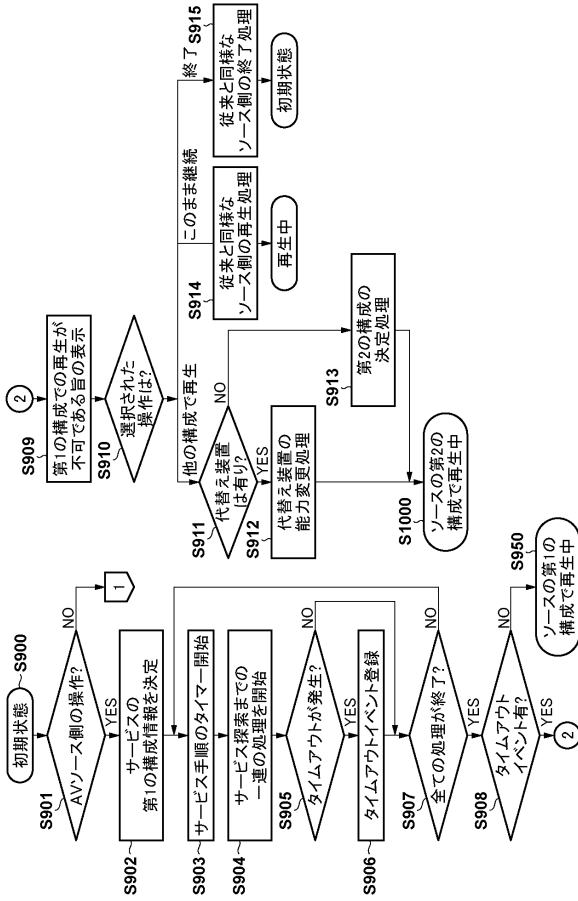 S900
初期状態
S901
AVソース側の操作?
NO
1
YES
S902
サービスの
第1の構成情報を決定
S903
サービス手順のタイマー開始
S904
サービス探索までの
一連の処理を開始
S905
タイムアウトが発生?
NO
YES
S906
タイムアウトイベント登録
S907
全ての処理が終了?
NO
YES
S908
タイムアウト
イベント有?
NO
YES
2
S950
ソースの第1の
構成で再生中
2
S909
第1の構成での再生が
不可である旨の表示
S910
選択された
操作は?
他の構成で再生
このまま継続
終了
S911
代替え装置
は有り?
NO
YES
S912
代替え装置の
能力変更処理
S913
第2の構成の
決定処理
S1000
ソースの第2の
構成で再生中
S914
従来と同様な
ソース側の再生処理
再生中
S915
従来と同様な
ソース側の終了処理
初期状態